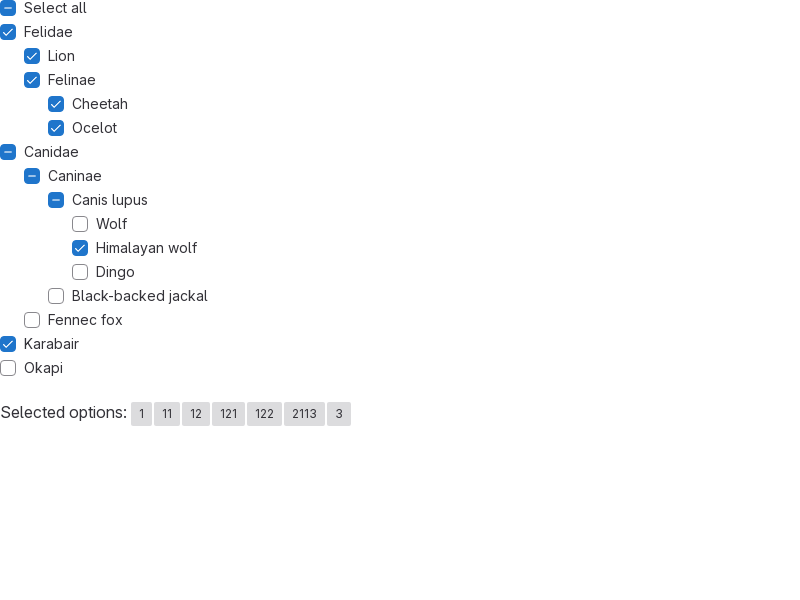 Select all
Felidae
Lion
Felinae
Cheetah
Ocelot
Canidae
Caninae
Canis lupus
Wolf
Himalayan wolf
Dingo
Black-backed jackal
Fennec fox
Karabair
Okapi
Selected options: 1 11 12 121 122 2113 3